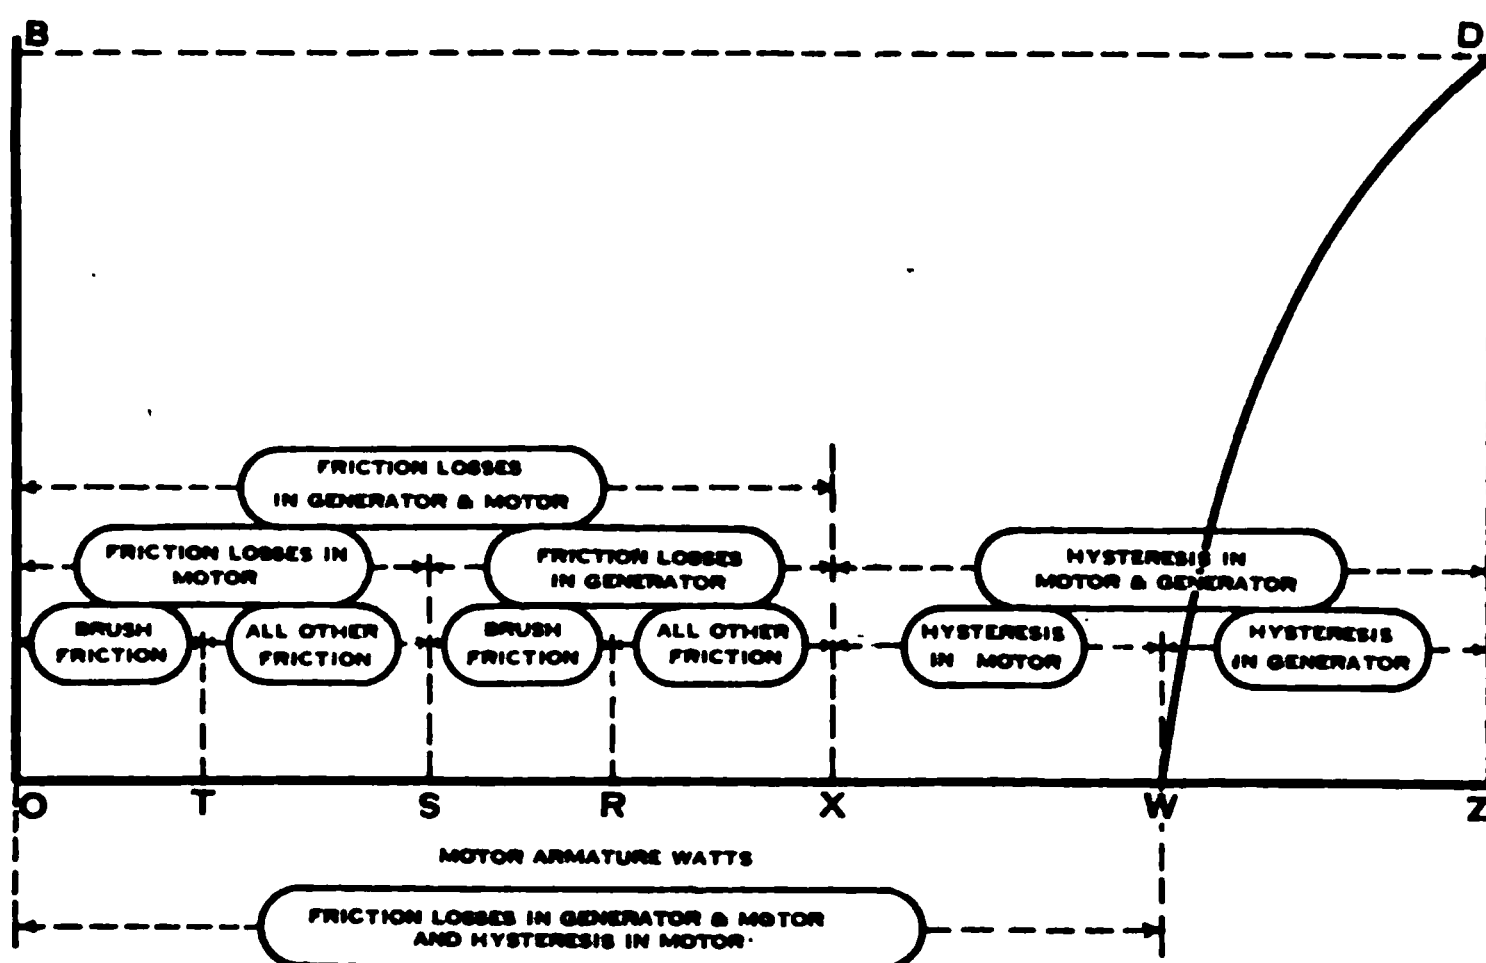 B
D
FRICTION LOSSES
IN GENERATOR & MOTOR
FRICTION LOSSES IN
MOTOR
FRICTION LOSSES
IN GENERATOR
HYSTERESIS IN
MOTOR & GENERATOR
BRUSH
FRICTION
ALL OTHER
FRICTION
BRUSH
FRICTION
ALL OTHER
FRICTION
HYSTERESIS
IN MOTOR
HYSTERESIS
IN GENERATOR
O T S R X W Z
MOTOR ARMATURE WATTS
FRICTION LOSSES IN GENERATOR & MOTOR
AND HYSTERESIS IN MOTOR